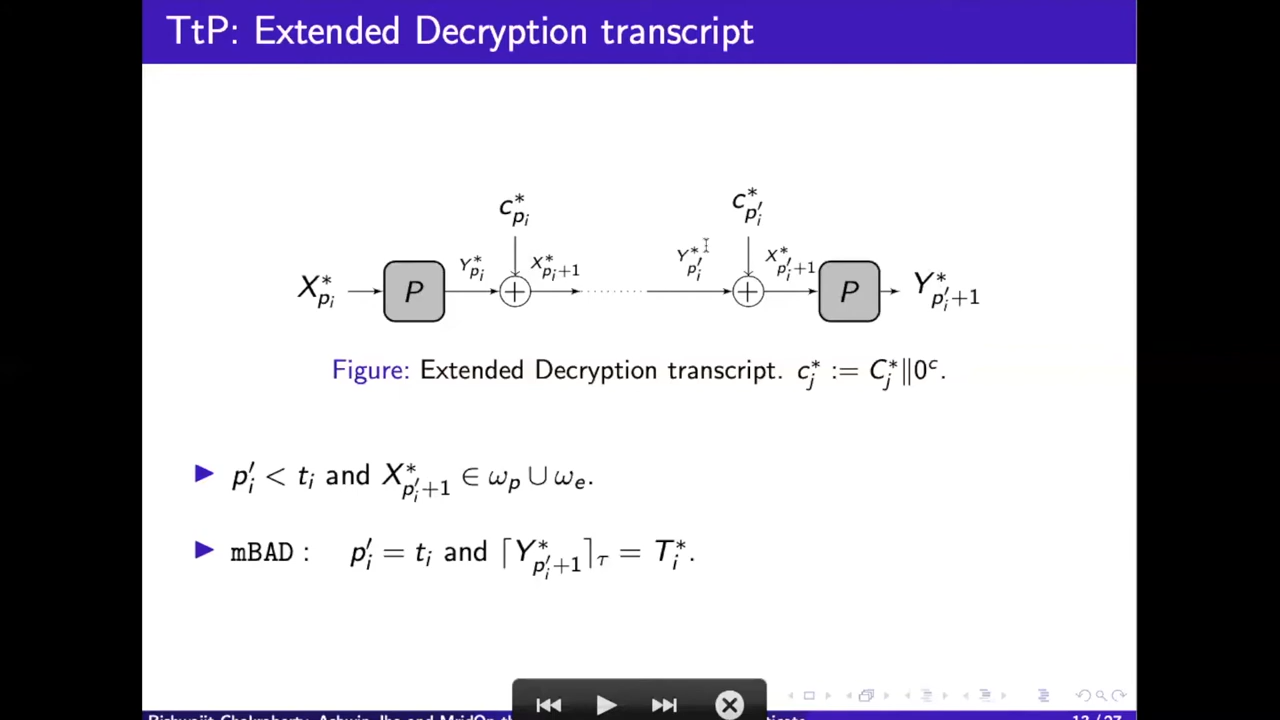 TtP: Extended Decryption transcript
c*_{p_i} c*_{p'_i}
X*_{p_i} P Y*_{p_i} X*_{p_i+1} Y*_{p'_i} X*_{p'_i+1} P Y*_{p'_i+1}
Figure: Extended Decryption transcript. c*_j := C*_j‖0^c.
▶ p'_i < t_i and X*_{p'_i+1} ∈ ω_p ∪ ω_e.
▶ mBAD : p'_i = t_i and ⌈Y*_{p'_i+1}⌉_τ = T*_i.